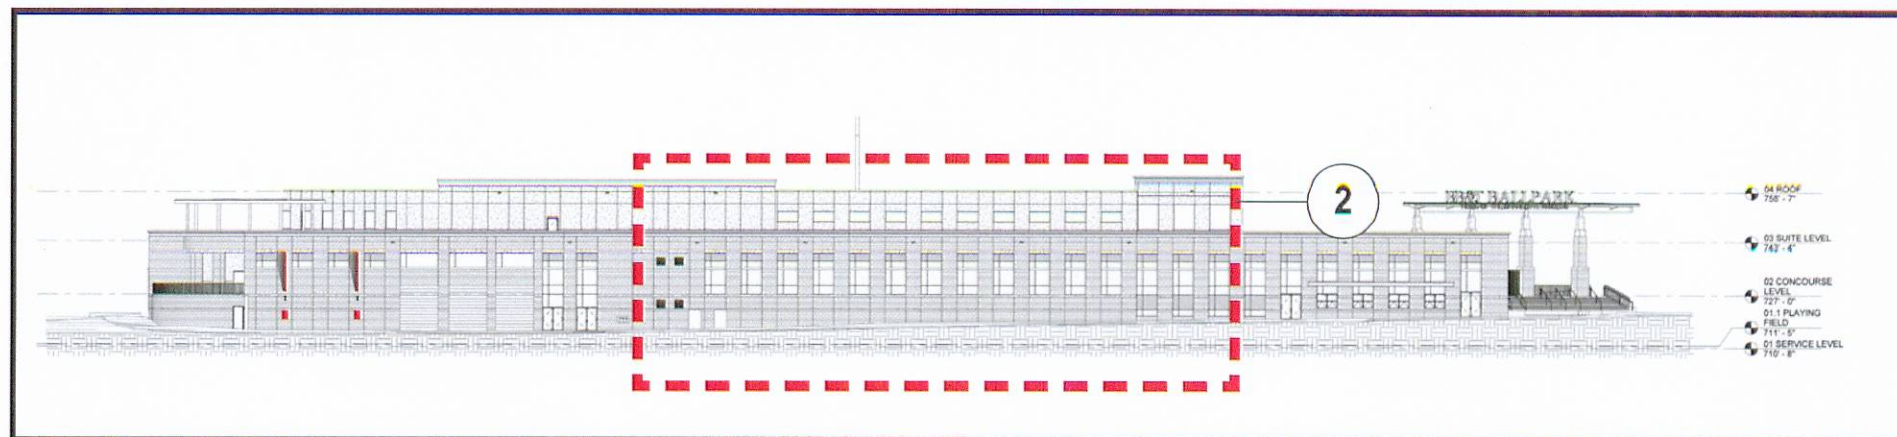 2
BALLPARK
04 ROOF
758' - 7"
03 SUITE LEVEL
743' - 4"
02 CONCOURSE
LEVEL
727' - 0"
01.1 PLAYING
FIELD
711' - 5"
01 SERVICE LEVEL
710' - 8"